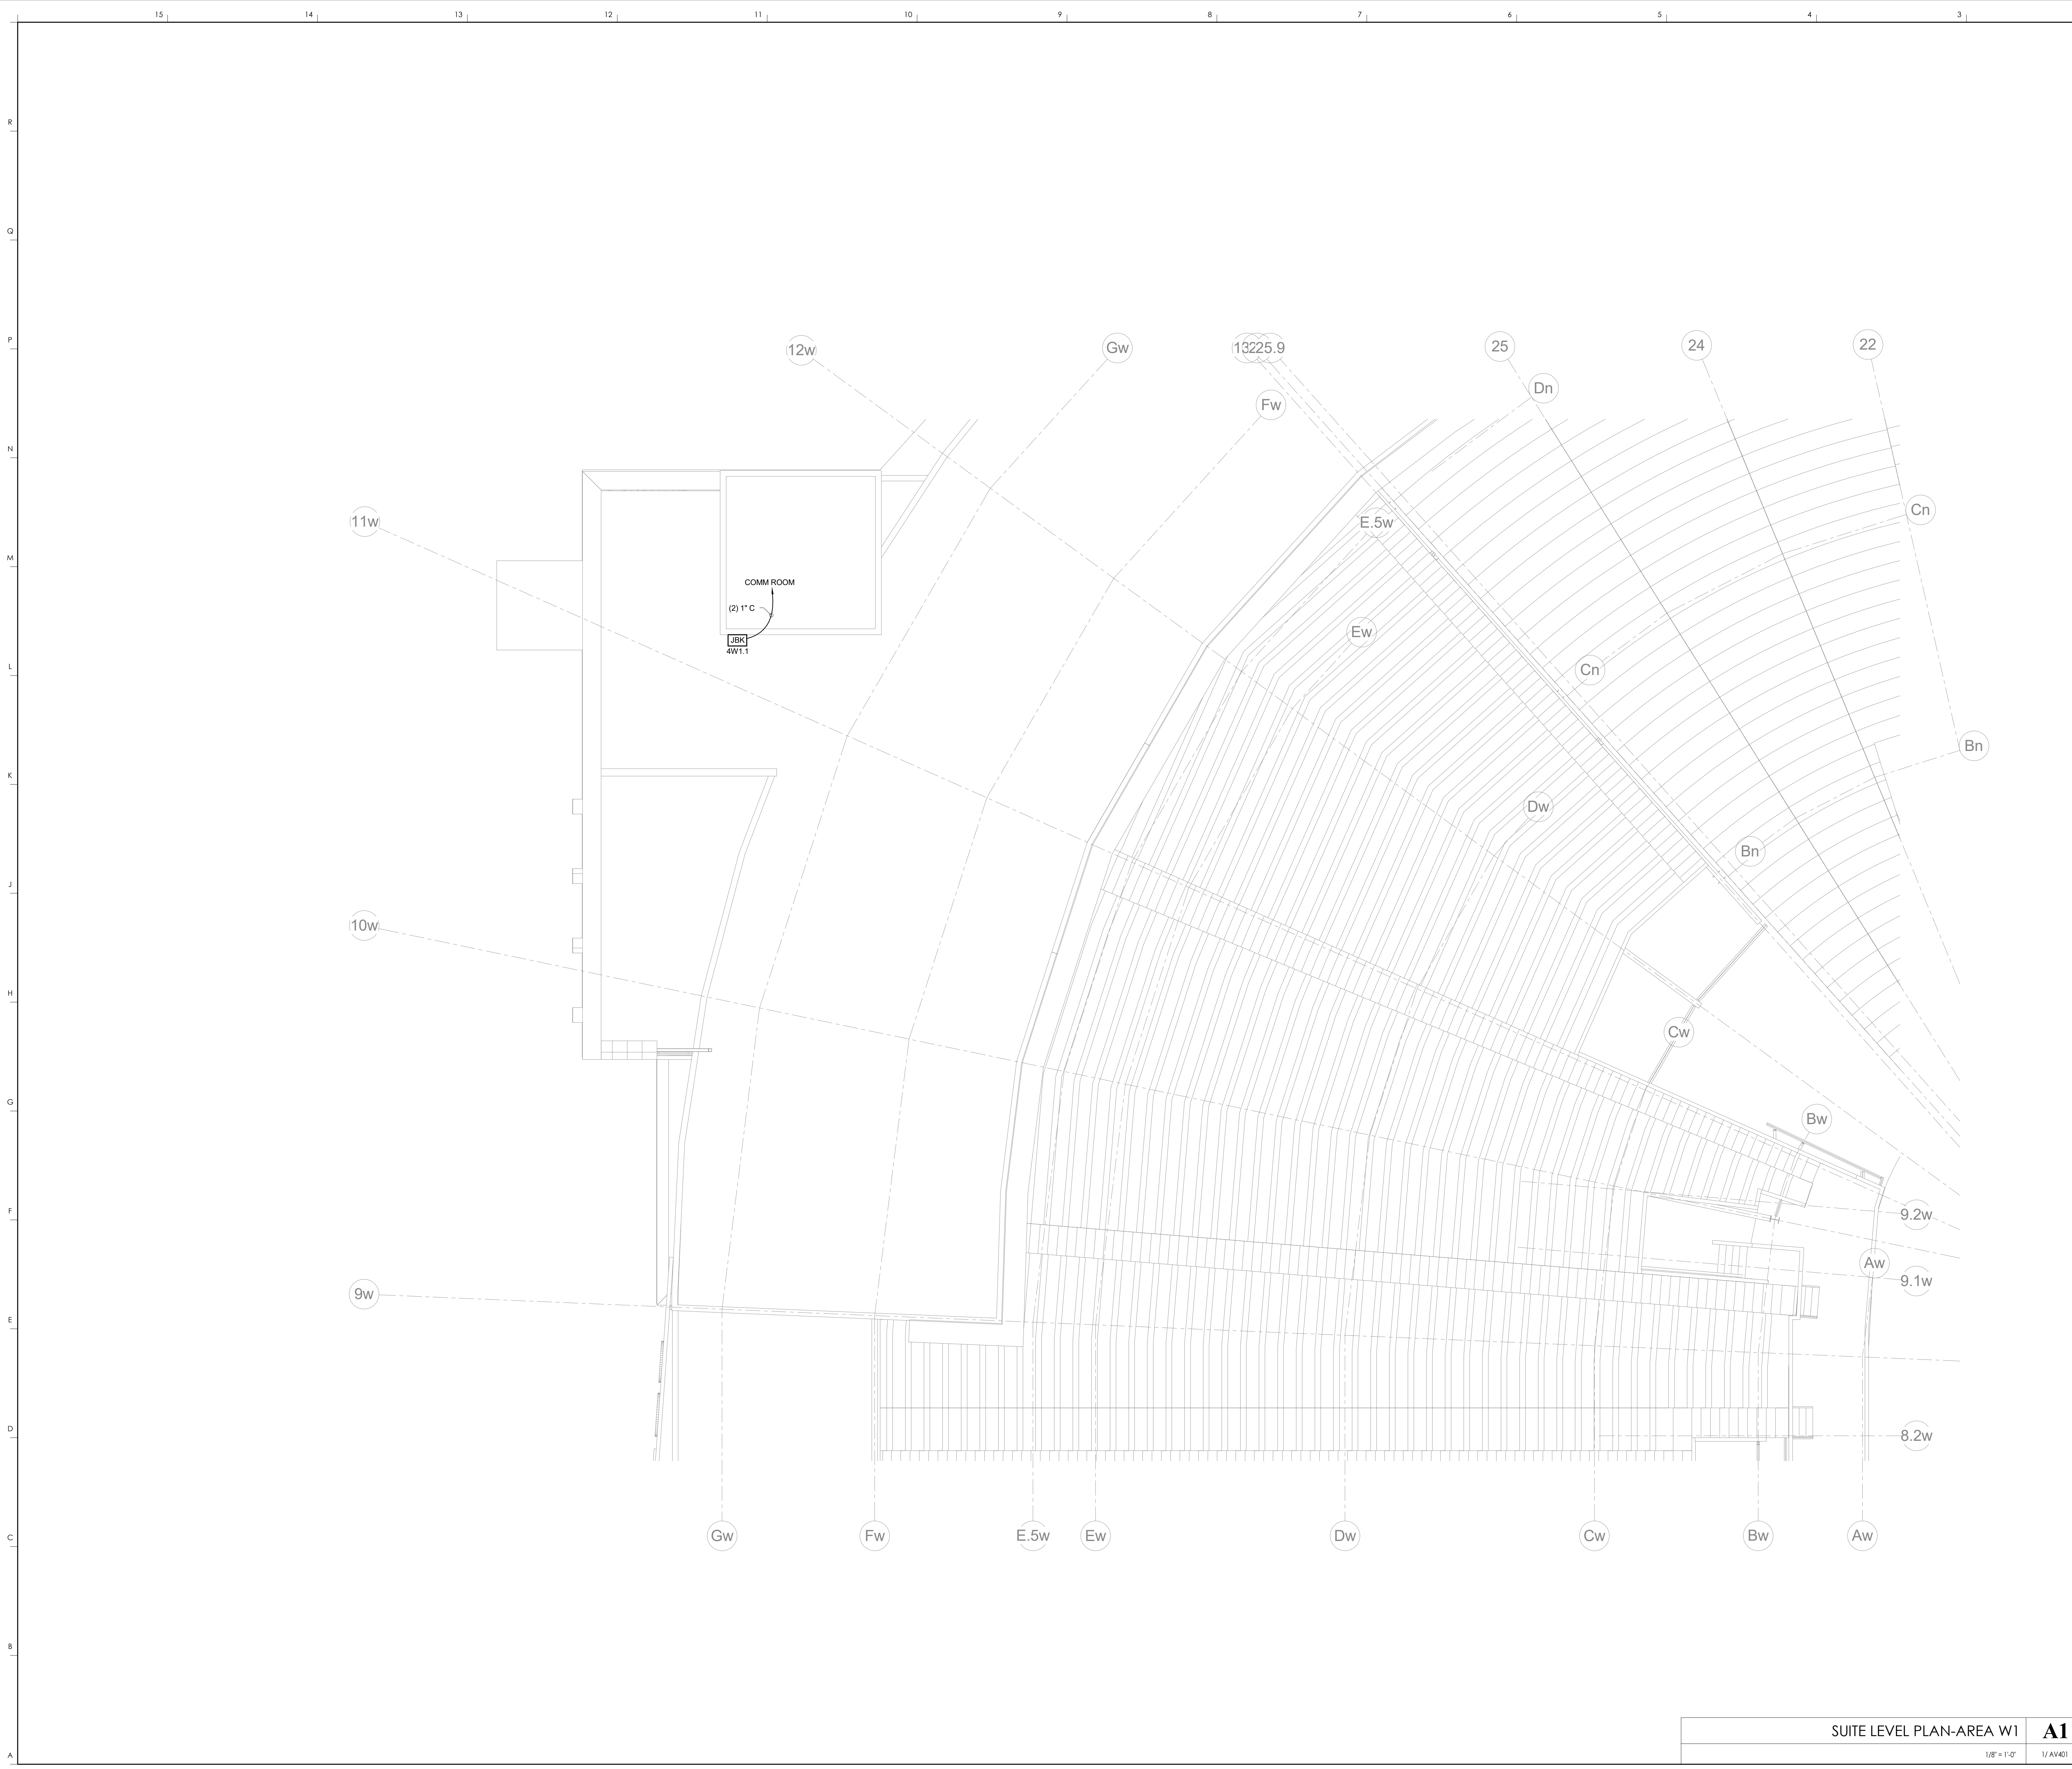 15 14 13 12 11 10 9 8 7 6 5 4 3
R
Q
P
12w
Gw
25.9
25
24
22
Dn
Fw
N
Cn
11w
E.5w
M
COMM ROOM
(2) 1" C
Ew
JBK
4W1.1
L
Cn
Bn
K
Dw
Bn
J
10w
H
Cw
G
Bw
F
9.2w
Aw
9.1w
9w
E
D
8.2w
Gw Fw E.5w Ew Dw Cw Bw Aw
C
B
SUITE LEVEL PLAN-AREA W1
A1
A
1/8" = 1'-0"
1/ AV401